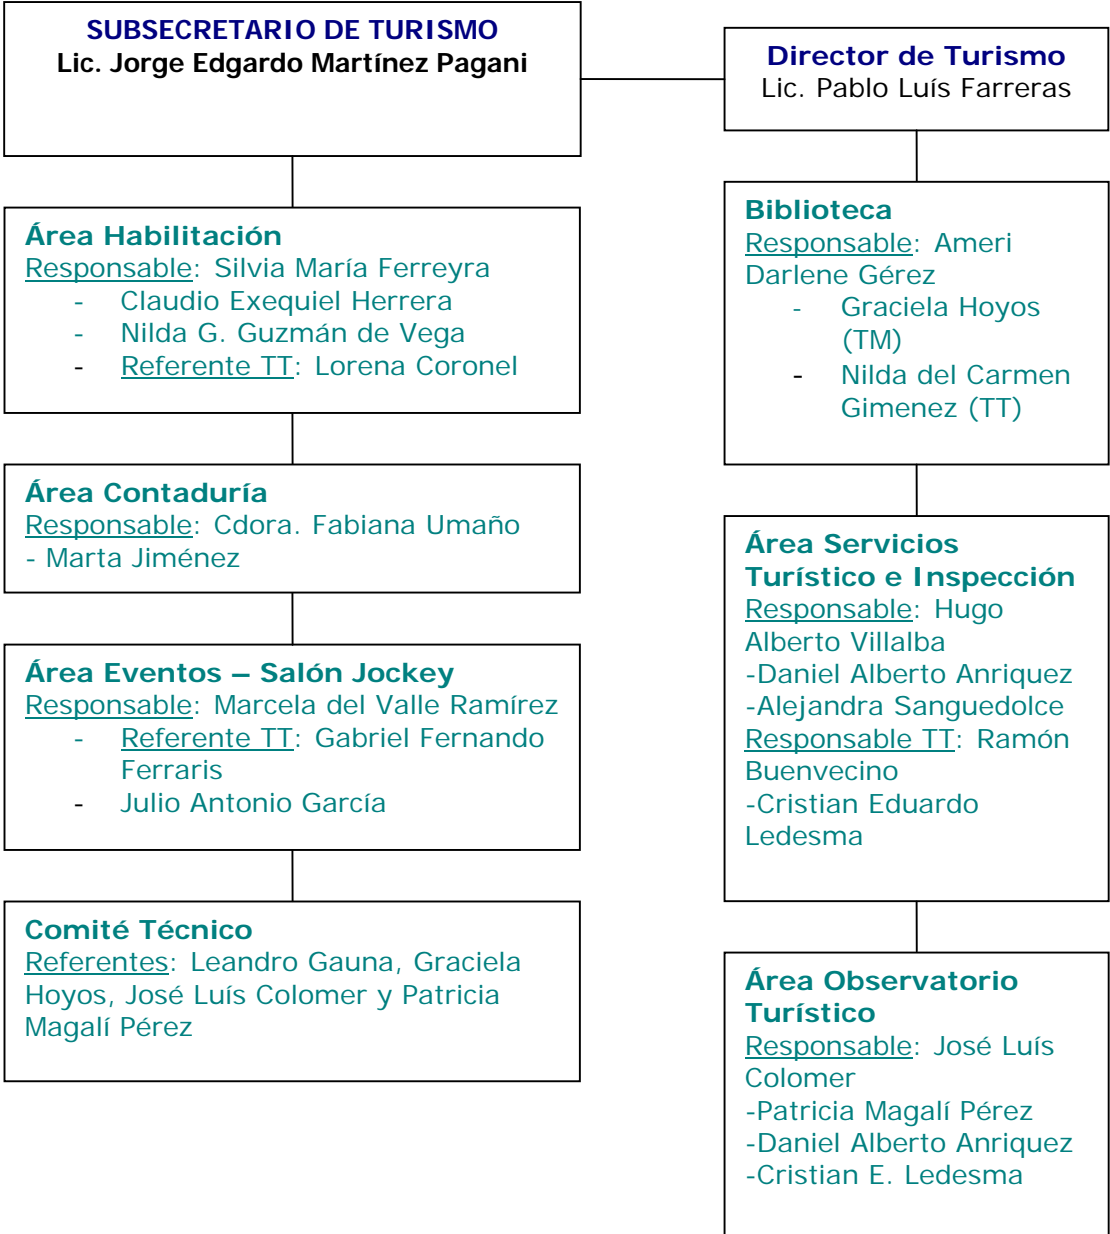 SUBSECRETARIO DE TURISMO
Lic. Jorge Edgardo Martínez Pagani
Director de Turismo
Lic. Pablo Luís Farreras
Área Habilitación
Responsable: Silvia María Ferreyra
- Claudio Exequiel Herrera
- Nilda G. Guzmán de Vega
- Referente TT: Lorena Coronel
Área Contaduría
Responsable: Cdora. Fabiana Umaño
- Marta Jiménez
Área Eventos – Salón Jockey
Responsable: Marcela del Valle Ramírez
- Referente TT: Gabriel Fernando
Ferraris
- Julio Antonio García
Comité Técnico
Referentes: Leandro Gauna, Graciela
Hoyos, José Luís Colomer y Patricia
Magalí Pérez
Biblioteca
Responsable: Ameri
Darlene Gérez
- Graciela Hoyos
(TM)
- Nilda del Carmen
Gimenez (TT)
Área Servicios
Turístico e Inspección
Responsable: Hugo
Alberto Villalba
-Daniel Alberto Anriquez
-Alejandra Sanguedolce
Responsable TT: Ramón
Buenvecino
-Cristian Eduardo
Ledesma
Área Observatorio
Turístico
Responsable: José Luís
Colomer
-Patricia Magalí Pérez
-Daniel Alberto Anriquez
-Cristian E. Ledesma